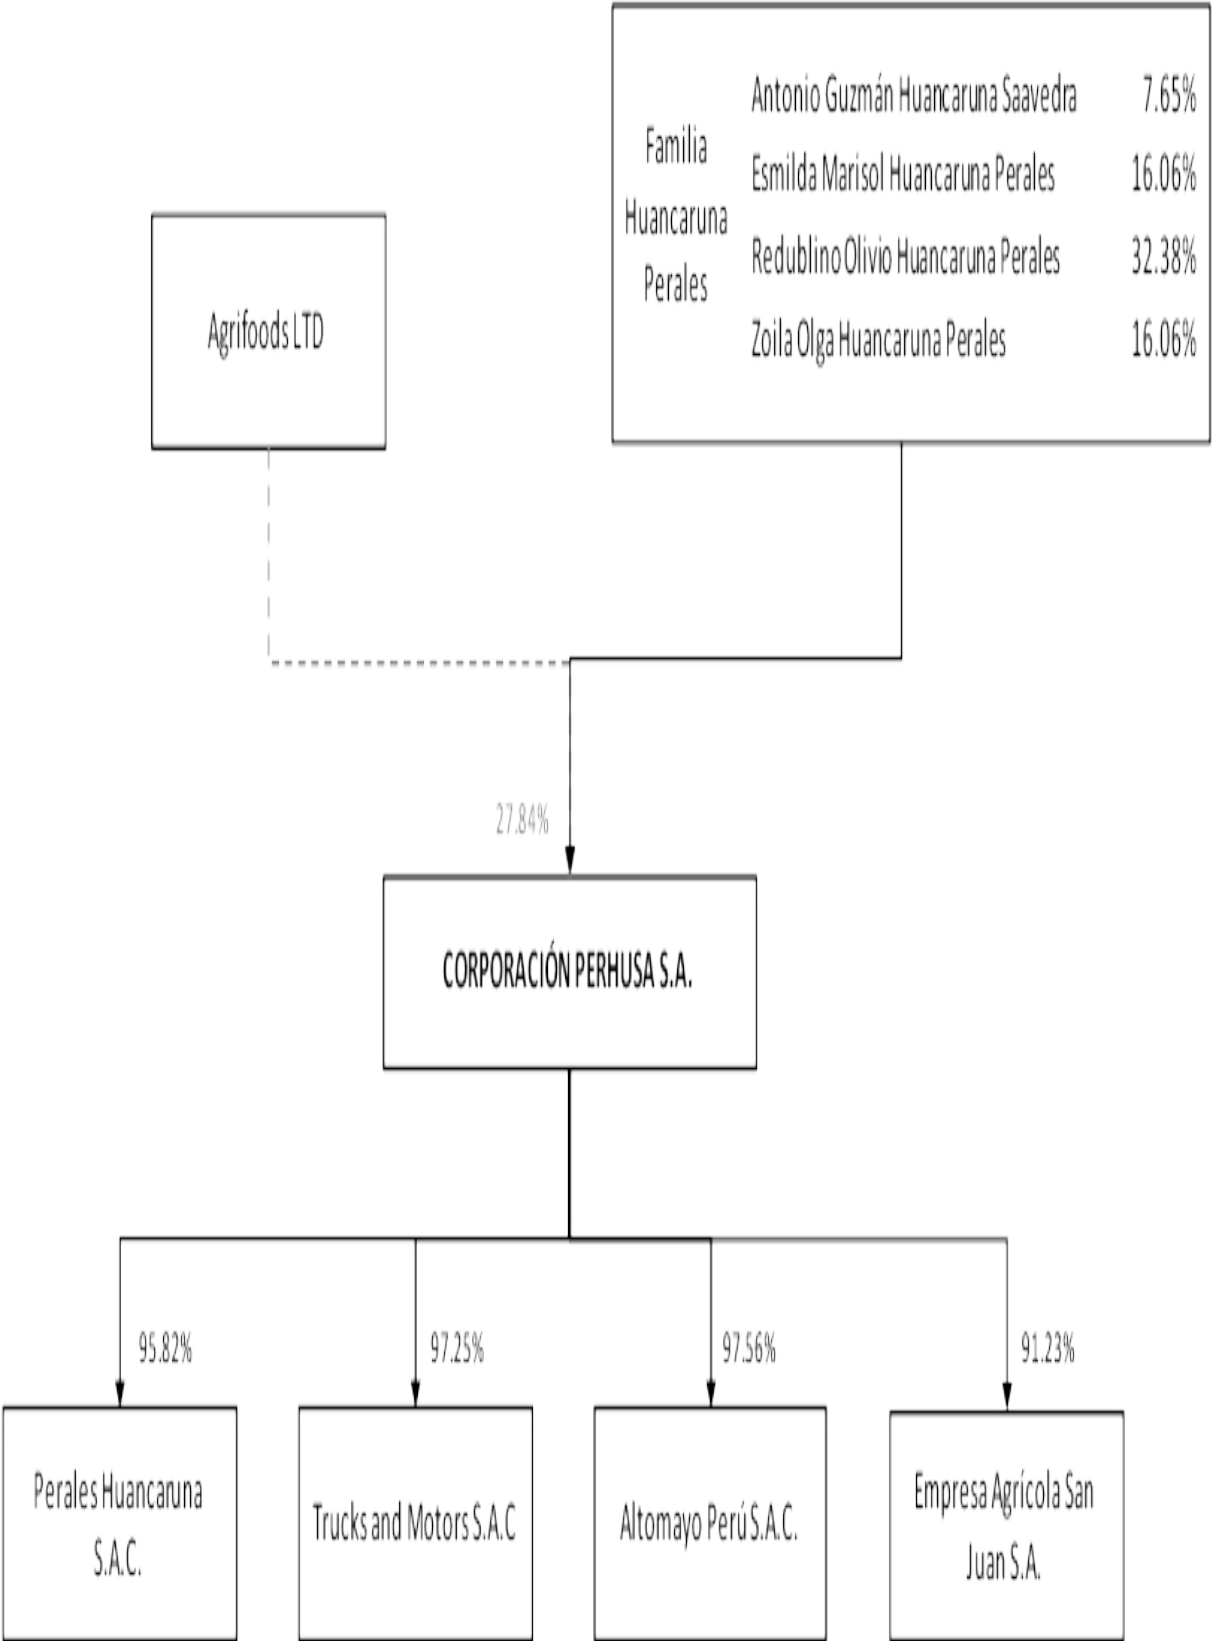 Familia
Huancaruna
Perales
Antonio Guzmán Huancaruna Saavedra 7.65%
Esmilda Marisol Huancaruna Perales 16.06%
Redublino Olivio Huancaruna Perales 32.38%
Zoila Olga Huancaruna Perales 16.06%
Agrifoods LTD
27.84%
CORPORACIÓN PERHUSA S.A.
95.82%
97.25%
97.56%
91.23%
Perales Huancaruna
S.A.C.
Trucks and Motors S.A.C
Altomayo Perú S.A.C.
Empresa Agrícola San
Juan S.A.